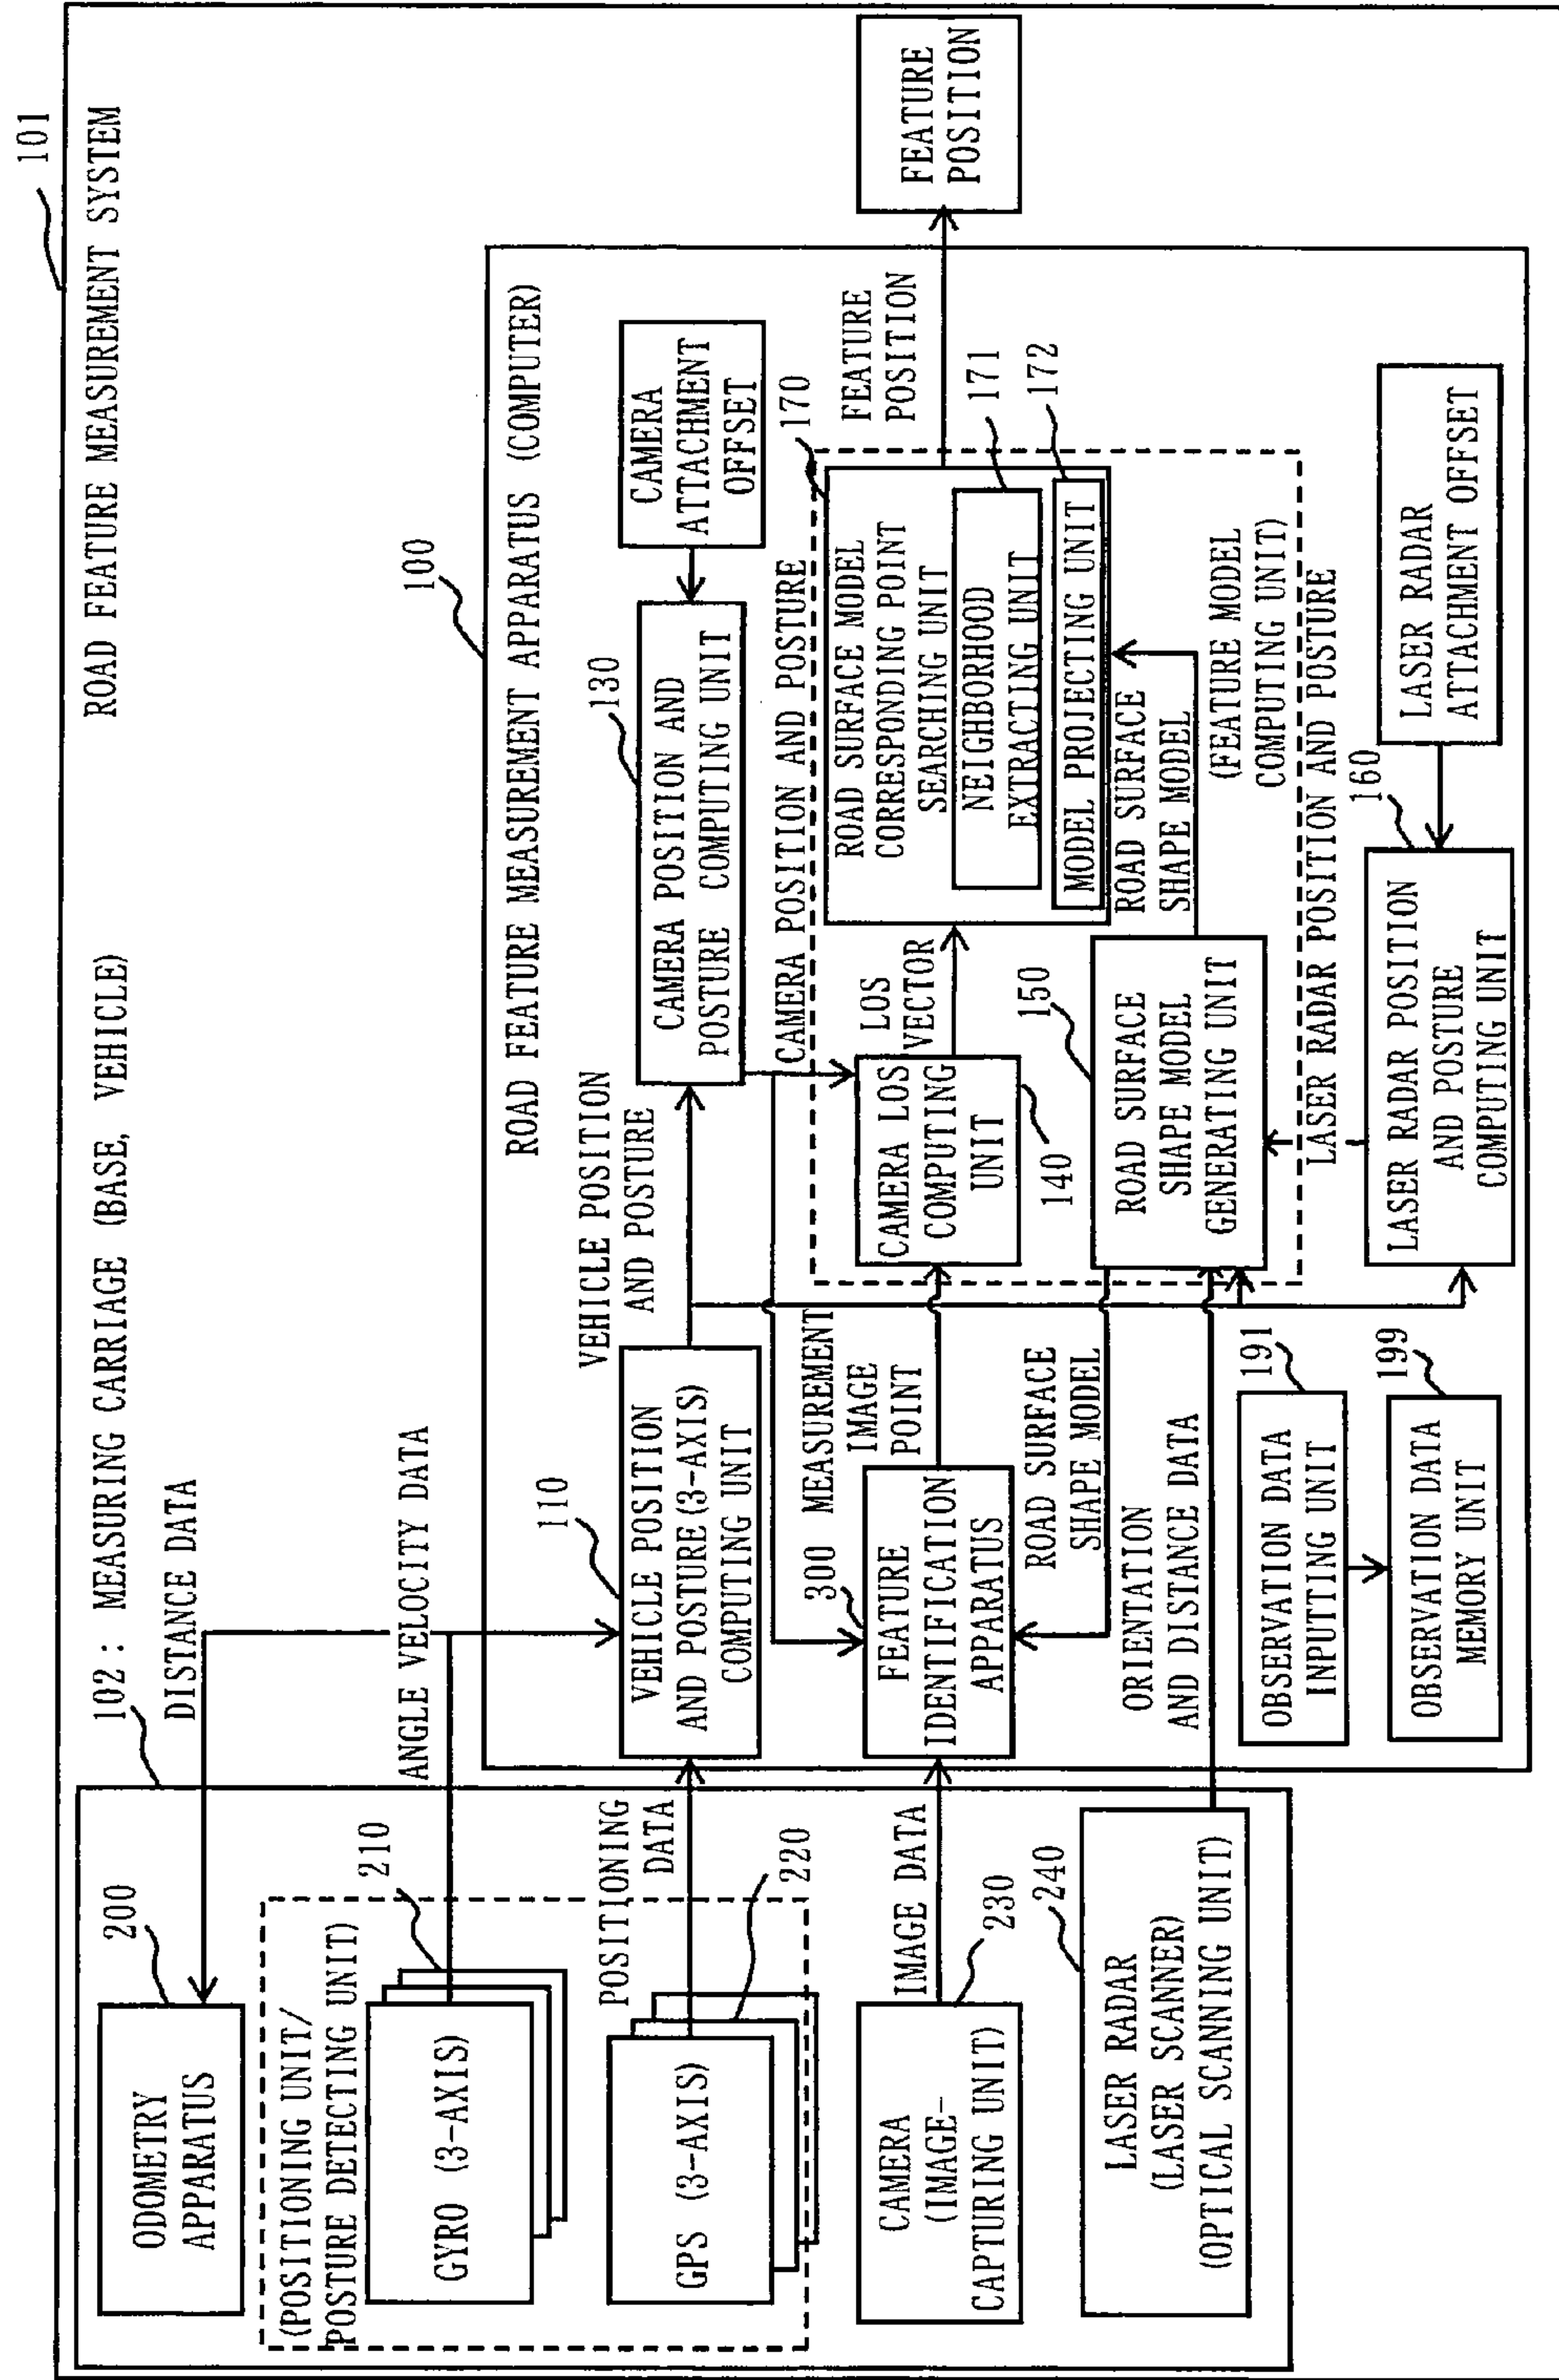 101
ROAD FEATURE MEASUREMENT SYSTEM
102 : MEASURING CARRIAGE (BASE, VEHICLE)
DISTANCE DATA
ANGLE VELOCITY DATA
200
ODOMETRY
APPARATUS
(POSITIONING UNIT/
POSTURE DETECTING UNIT)
210
GYRO (3-AXIS)
POSITIONING
DATA
220
GPS (3-AXIS)
IMAGE DATA
230
CAMERA
(IMAGE-
CAPTURING UNIT)
240
LASER RADAR
(LASER SCANNER)
(OPTICAL SCANNING UNIT)
100
ROAD FEATURE MEASUREMENT APPARATUS (COMPUTER)
110
VEHICLE POSITION
AND POSTURE(3-AXIS)
COMPUTING UNIT
VEHICLE POSITION
AND POSTURE
130
CAMERA POSITION AND
POSTURE COMPUTING UNIT
CAMERA
ATTACHMENT
OFFSET
CAMERA POSITION AND POSTURE
300
FEATURE
IDENTIFICATION
APPARATUS
MEASUREMENT
IMAGE
POINT
ROAD SURFACE
SHAPE MODEL
ORIENTATION
AND DISTANCE DATA
CAMERA LOS
COMPUTING
UNIT
140
LOS
VECTOR
170
ROAD SURFACE MODEL
CORRESPONDING POINT
SEARCHING UNIT
171
NEIGHBORHOOD
EXTRACTING UNIT
172
MODEL PROJECTING UNIT
FEATURE
POSITION
FEATURE
POSITION
150
ROAD SURFACE
SHAPE MODEL
GENERATING UNIT
ROAD SURFACE
SHAPE MODEL
(FEATURE MODEL
COMPUTING UNIT)
LASER RADAR POSITION AND POSTURE
160
LASER RADAR POSITION
AND POSTURE
COMPUTING UNIT
LASER RADAR
ATTACHMENT OFFSET
191
OBSERVATION DATA
INPUTING UNIT
199
OBSERVATION DATA
MEMORY UNIT